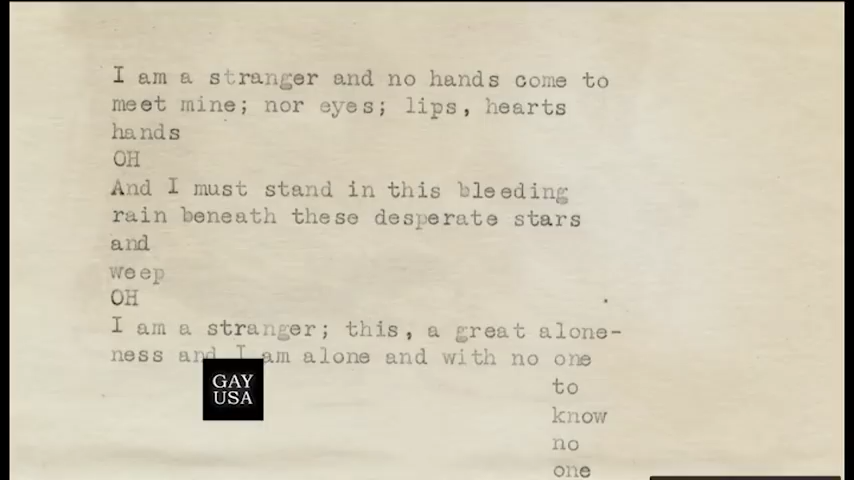 I am a stranger and no hands come to
meet mine; nor eyes; lips, hearts
hands
OH
And I must stand in this bleeding
rain beneath these desperate stars
and
weep
OH
I am a stranger; this, a great alone-
ness and I am alone and with no one
to
know
no
one
GAY
USA